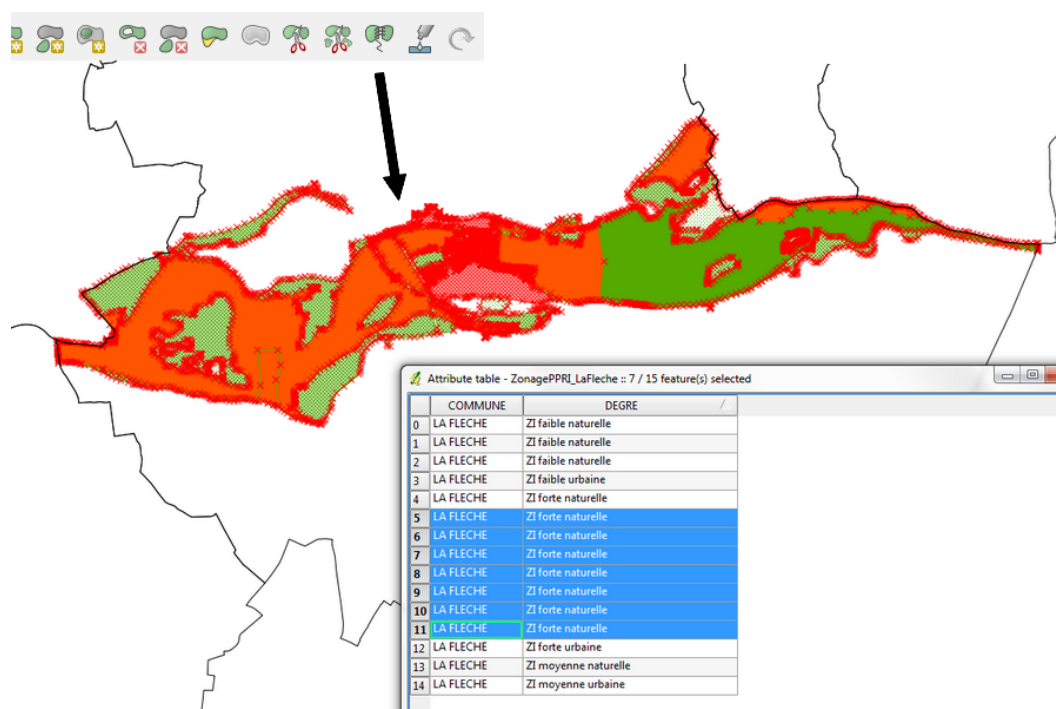 Attribute table - ZonagePPRI_LaFleche :: 7 / 15 feature(s) selected
COMMUNE DEGRE
0 LA FLECHE ZI faible naturelle
1 LA FLECHE ZI faible naturelle
2 LA FLECHE ZI faible naturelle
3 LA FLECHE ZI faible urbaine
4 LA FLECHE ZI forte naturelle
5 LA FLECHE ZI forte naturelle
6 LA FLECHE ZI forte naturelle
7 LA FLECHE ZI forte naturelle
8 LA FLECHE ZI forte naturelle
9 LA FLECHE ZI forte naturelle
10 LA FLECHE ZI forte naturelle
11 LA FLECHE ZI forte naturelle
12 LA FLECHE ZI forte urbaine
13 LA FLECHE ZI moyenne naturelle
14 LA FLECHE ZI moyenne urbaine